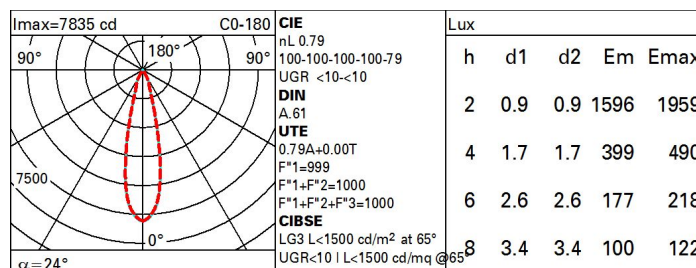 Imax=7835 cd C0-180
90° 180° 90°
7500
0°
α=24°
CIE
nL 0.79
100-100-100-100-79
UGR <10-<10
DIN
A.61
UTE
0.79A+0.00T
F"1=999
F"1+F"2=1000
F"1+F"2+F"3=1000
CIBSE
LG3 L<1500 cd/m² at 65°
UGR<10 | L<1500 cd/mq @65°
Lux
h d1 d2 Em Emax
2 0.9 0.9 1596 1959
4 1.7 1.7 399 490
6 2.6 2.6 177 218
8 3.4 3.4 100 122